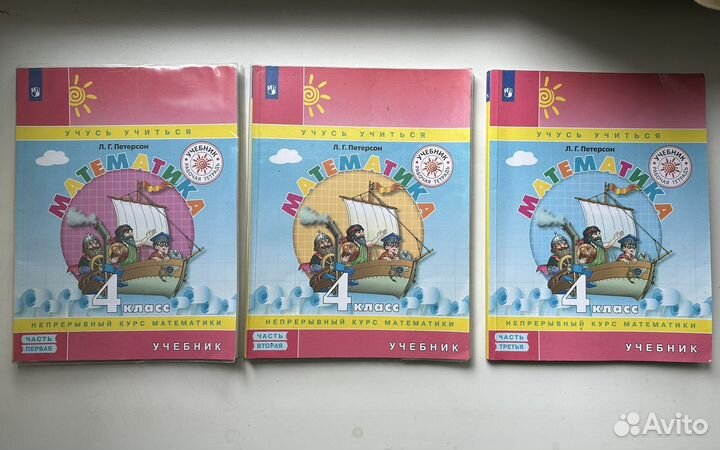 УЧУСЬ УЧИТЬСЯ
Л. Г. Петерсон
МАТЕМАТИКА
УЧЕБНИК
РАБОЧАЯ ТЕТРАДЬ
4 КЛАСС
НЕПРЕРЫВНЫЙ КУРС МАТЕМАТИКИ
ЧАСТЬ
ПЕРВАЯ
УЧЕБНИК
УЧУСЬ УЧИТЬСЯ
Л. Г. Петерсон
МАТЕМАТИКА
УЧЕБНИК
РАБОЧАЯ ТЕТРАДЬ
4 КЛАСС
НЕПРЕРЫВНЫЙ КУРС МАТЕМАТИКИ
ЧАСТЬ
ВТОРАЯ
УЧЕБНИК
УЧУСЬ УЧИТЬСЯ
Л. Г. Петерсон
МАТЕМАТИКА
УЧЕБНИК
РАБОЧАЯ ТЕТРАДЬ
4 КЛАСС
НЕПРЕРЫВНЫЙ КУРС МАТЕМАТИКИ
ЧАСТЬ
ТРЕТЬЯ
УЧЕБНИК
Avito